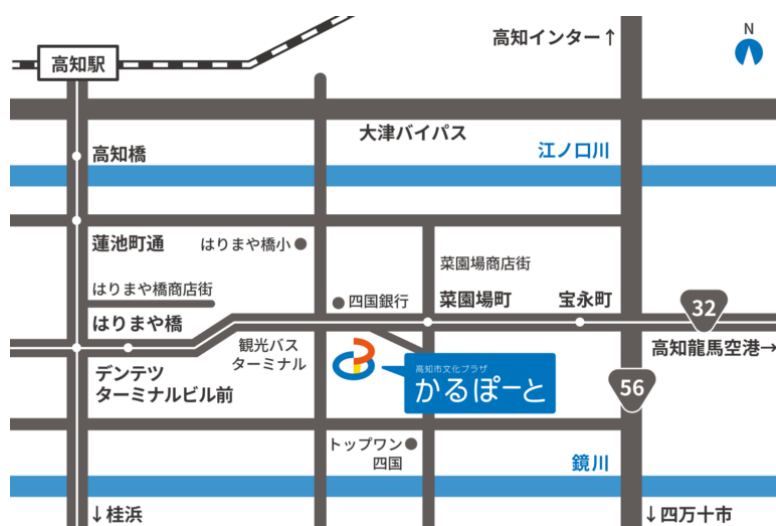 高知インター↑
N
高知駅
大津バイパス
高知橋
江ノ口川
蓮池町通
はりまや橋小
菜園場商店街
はりまや橋商店街
四国銀行
菜園場町
宝永町
32
はりまや橋
観光バス
ターミナル
高知龍馬空港→
デンテツ
ターミナルビル前
高知市文化プラザ
かるぽーと
56
トップワン
四国
鏡川
↓桂浜
↓四万十市